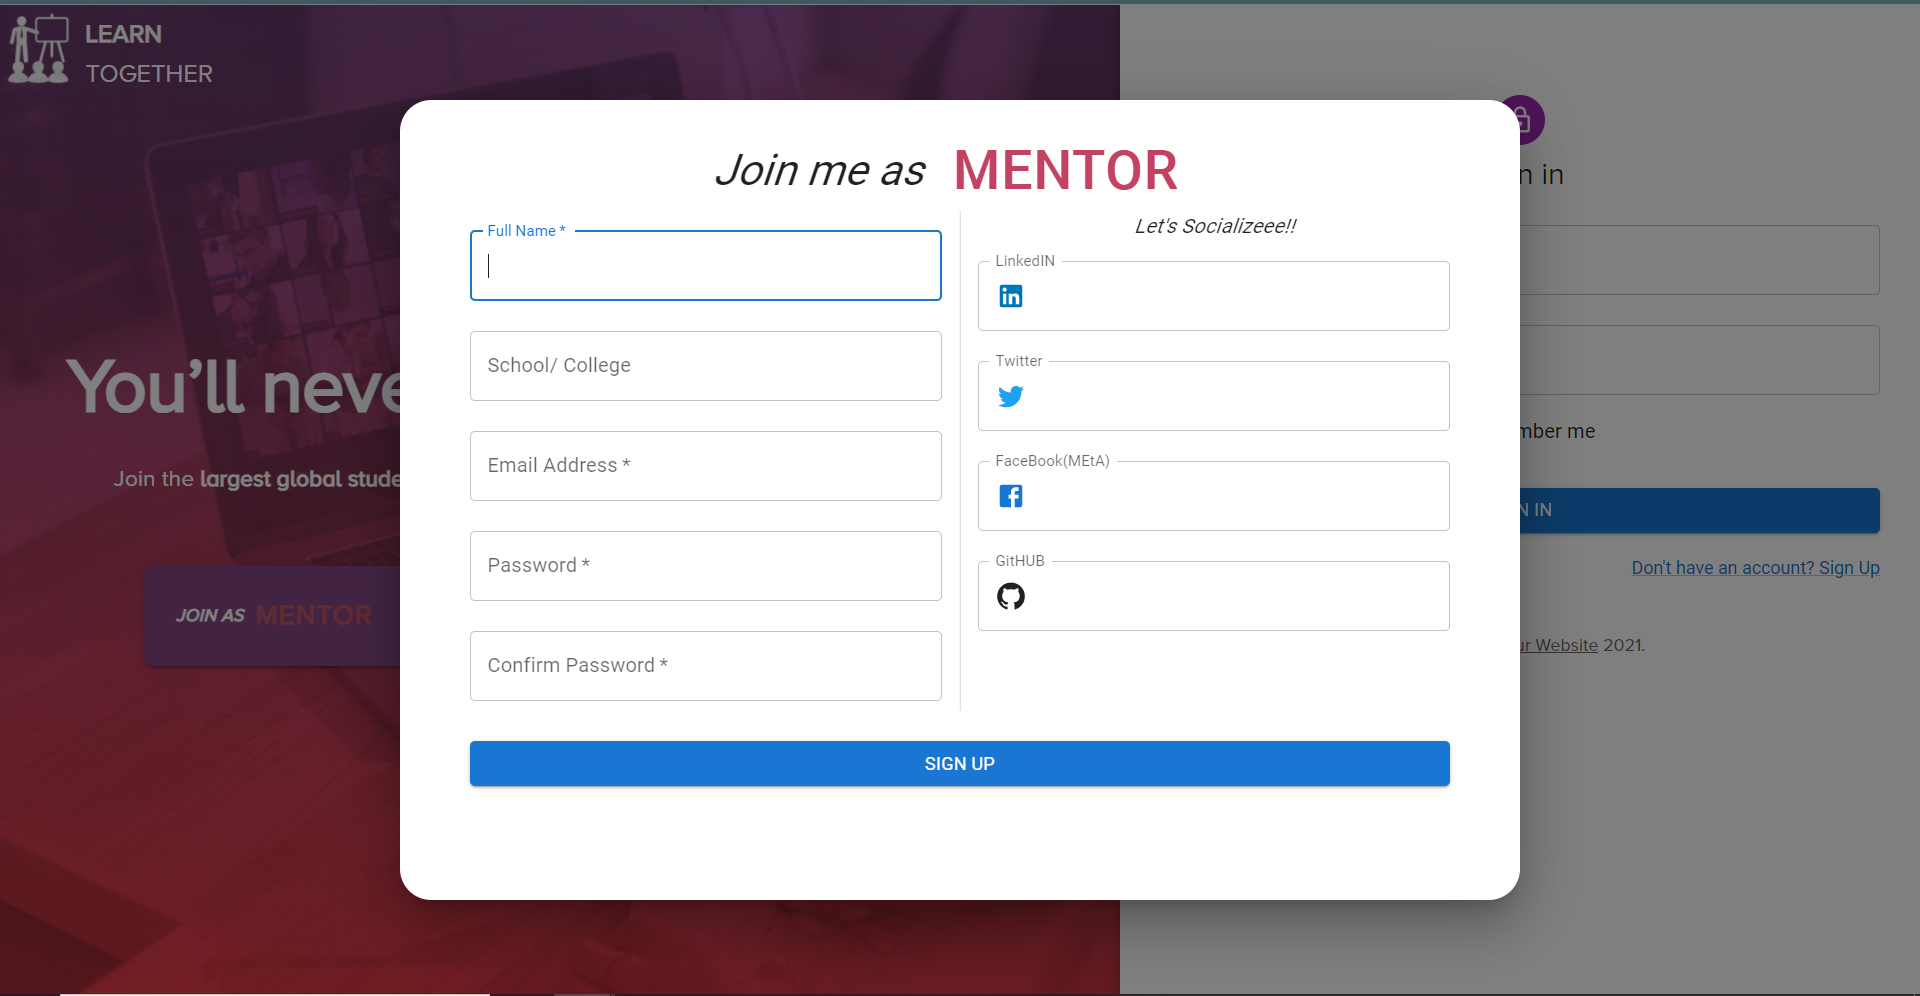 LEARN
TOGETHER
You'll neve
Join the largest global stude
JOIN AS MENTOR
Join me as MENTOR
Full Name *
School/ College
Email Address *
Password *
Confirm Password *
Let's Socializeee!!
LinkedIN
Twitter
FaceBook(MEtA)
GitHUB
SIGN UP
n in
mber me
N IN
Don't have an account? Sign Up
ur Website 2021.